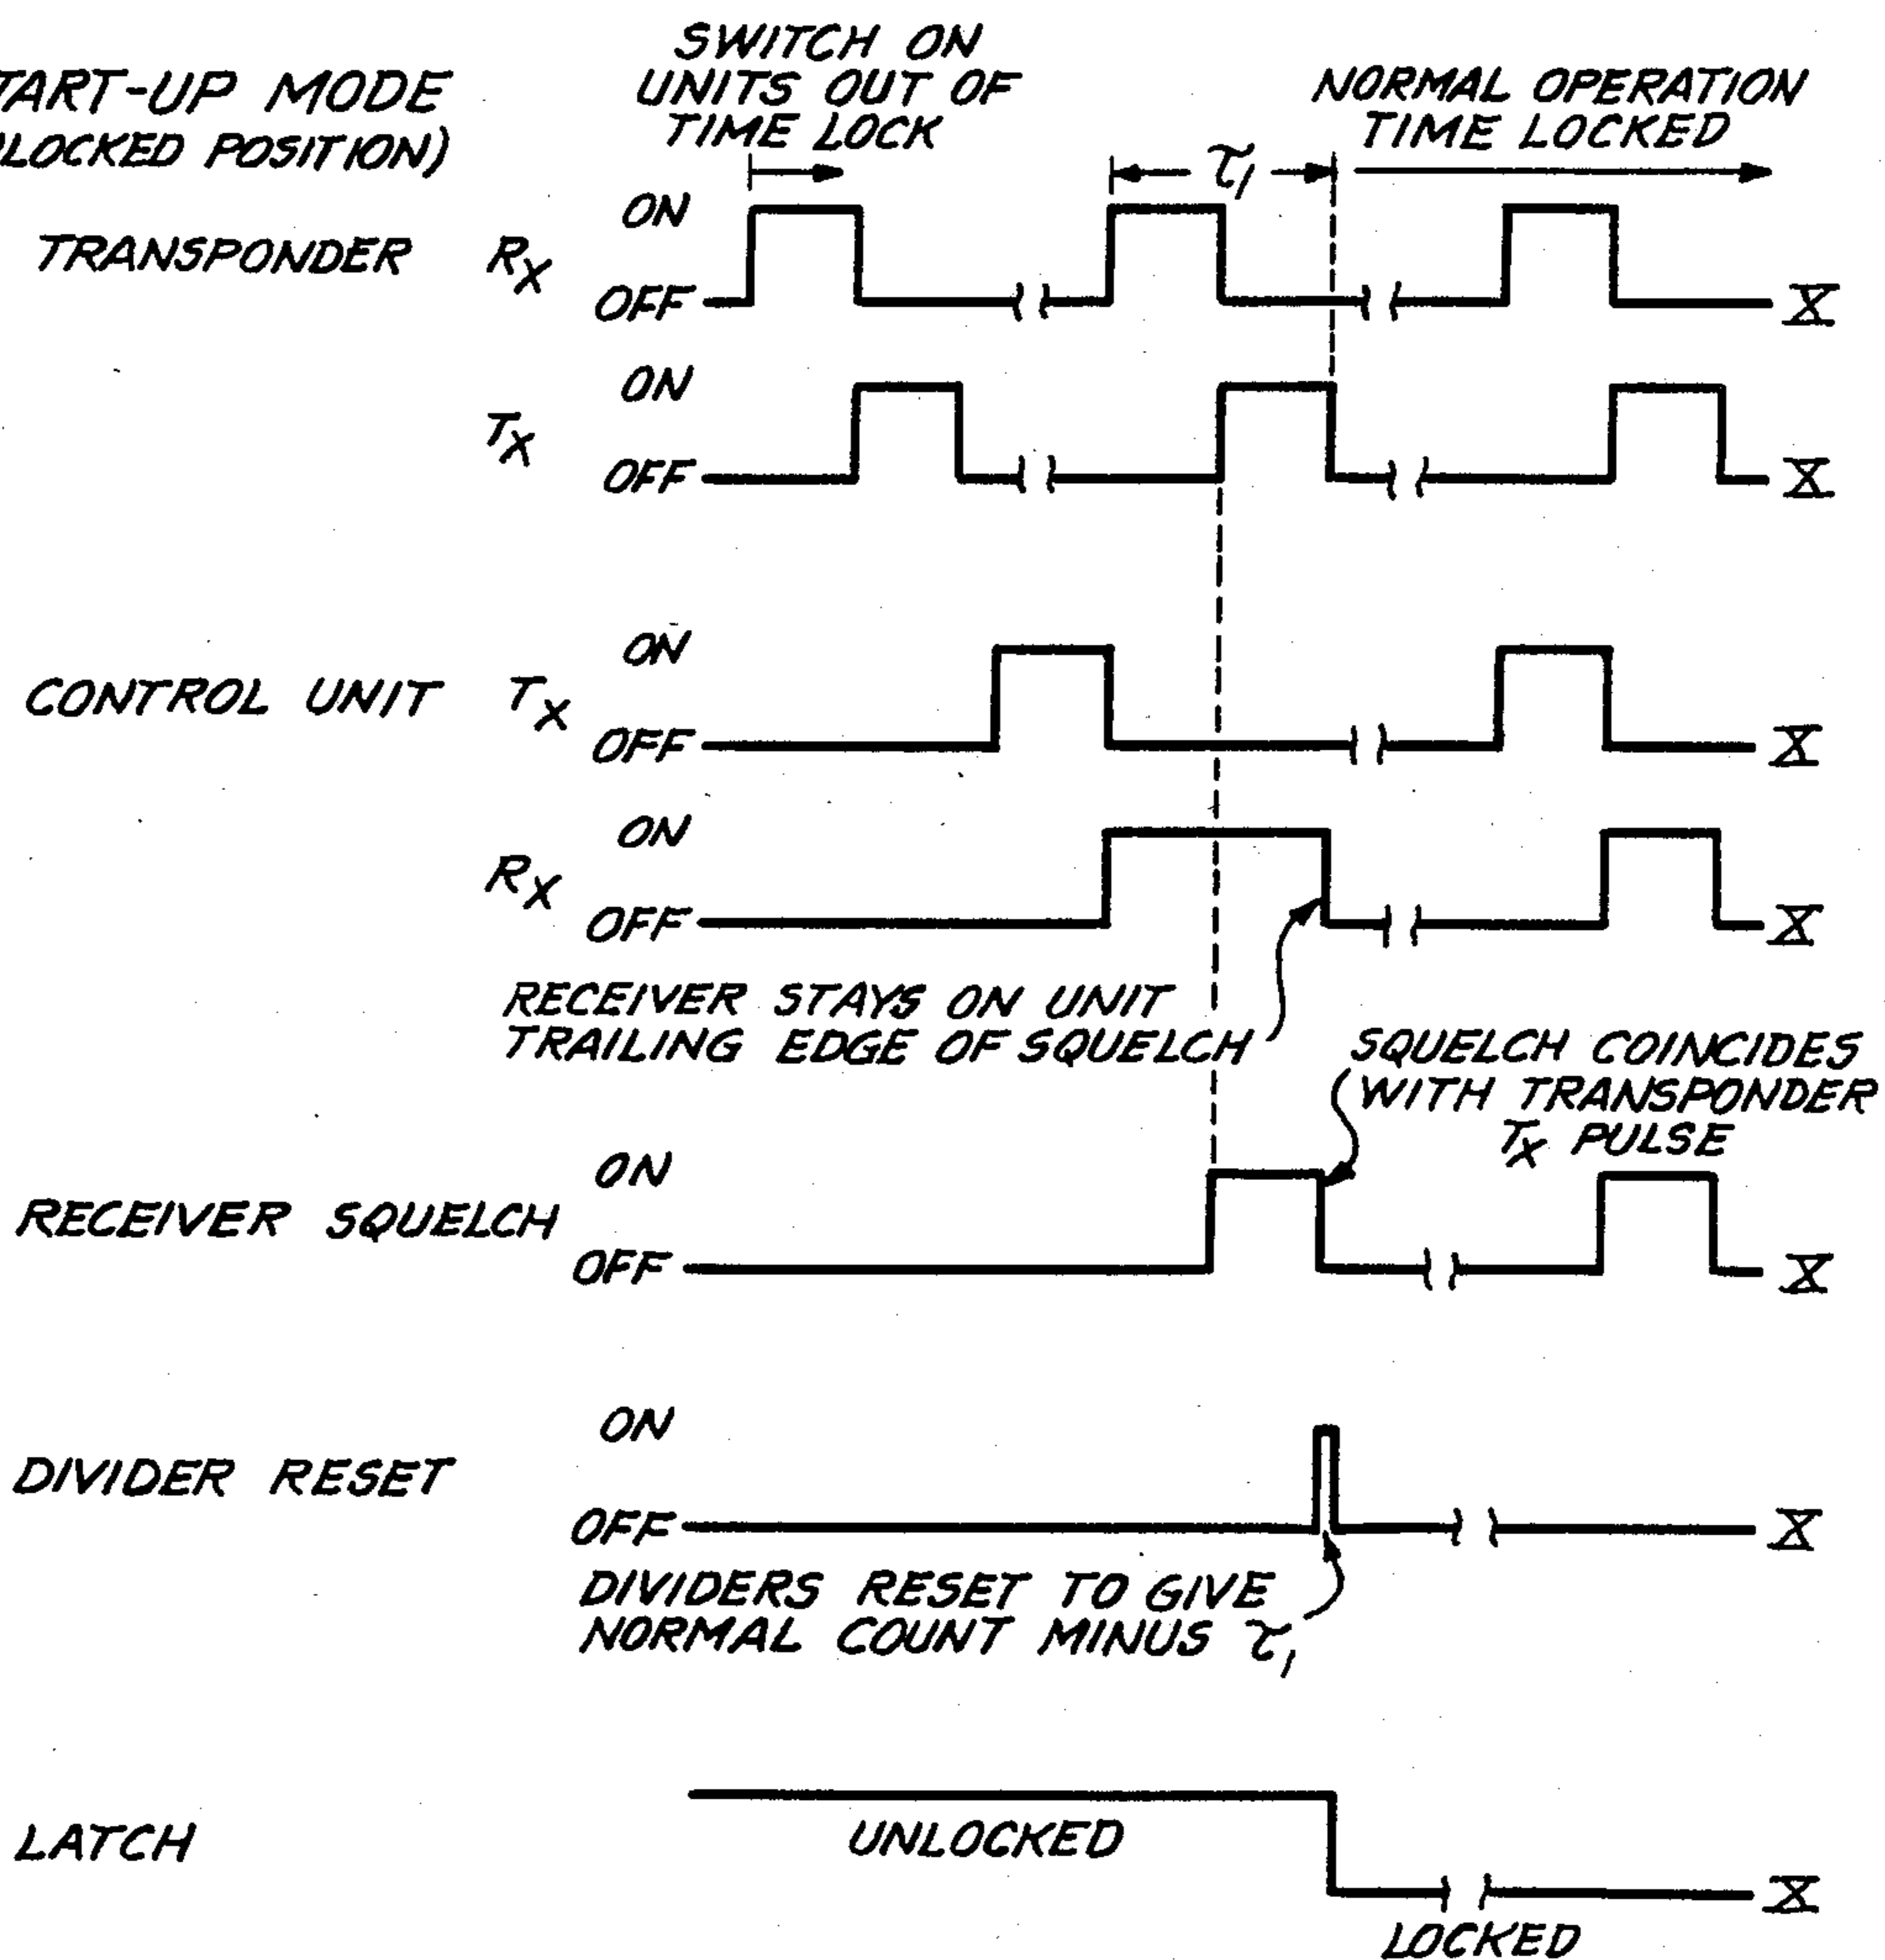 TART-UP MODE
LOCKED POSITION)
SWITCH ON
UNITS OUT OF
TIME LOCK
NORMAL OPERATION
TIME LOCKED
τ1
TRANSPONDER RX
ON
OFF
X
TX
ON
OFF
X
CONTROL UNIT TX
ON
OFF
X
RX
ON
OFF
X
RECEIVER STAYS ON UNIT
TRAILING EDGE OF SQUELCH
SQUELCH COINCIDES
WITH TRANSPONDER
TX PULSE
RECEIVER SQUELCH
ON
OFF
X
DIVIDER RESET
ON
OFF
X
DIVIDERS RESET TO GIVE
NORMAL COUNT MINUS τ1
LATCH
UNLOCKED
X
LOCKED